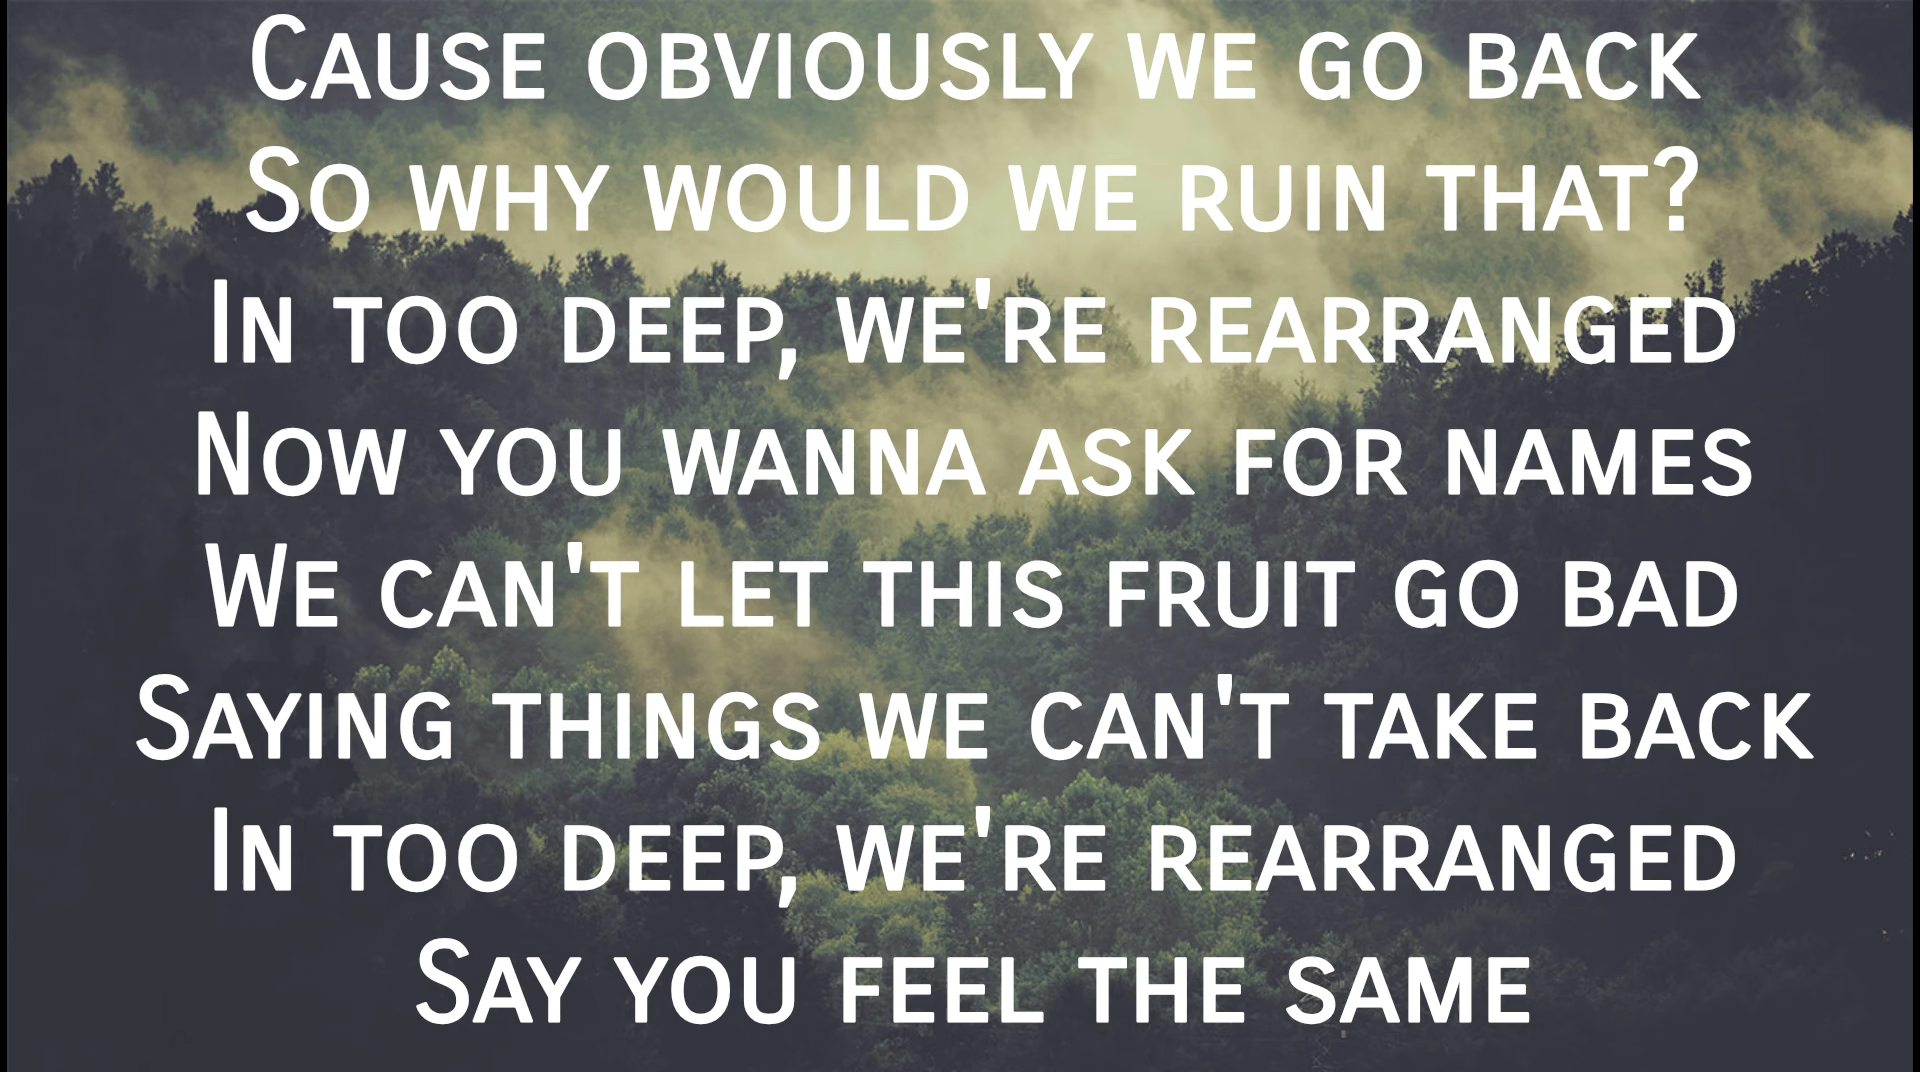 Cause obviously we go back
So why would we ruin that?
In too deep, we're rearranged
Now you wanna ask for names
We can't let this fruit go bad
Saying things we can't take back
In too deep, we're rearranged
Say you feel the same